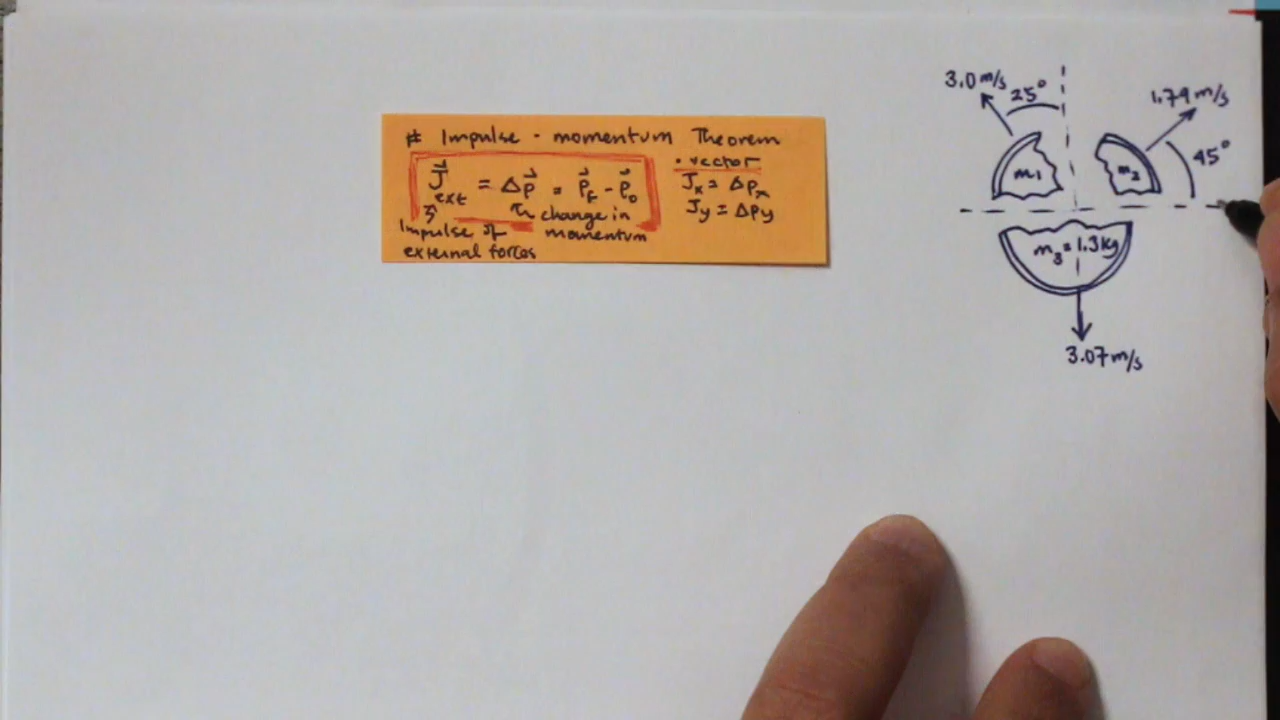 # Impulse - momentum Theorem
J⃗ext = Δp⃗ = p⃗f - p⃗o
change in momentum
Impulse of external forces
• vector
Jx = Δpx
Jy = Δpy
3.0 m/s
25°
1.79 m/s
45°
m1
m2
m3 = 1.3 kg
3.07 m/s